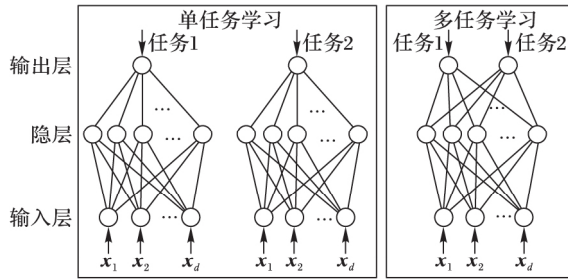 单任务学习 多任务学习
任务1 任务2 任务1 任务2
输出层
... ... ...
隐层
输入层 ... ... ...
x1 x2 xd x1 x2 xd x1 x2 xd